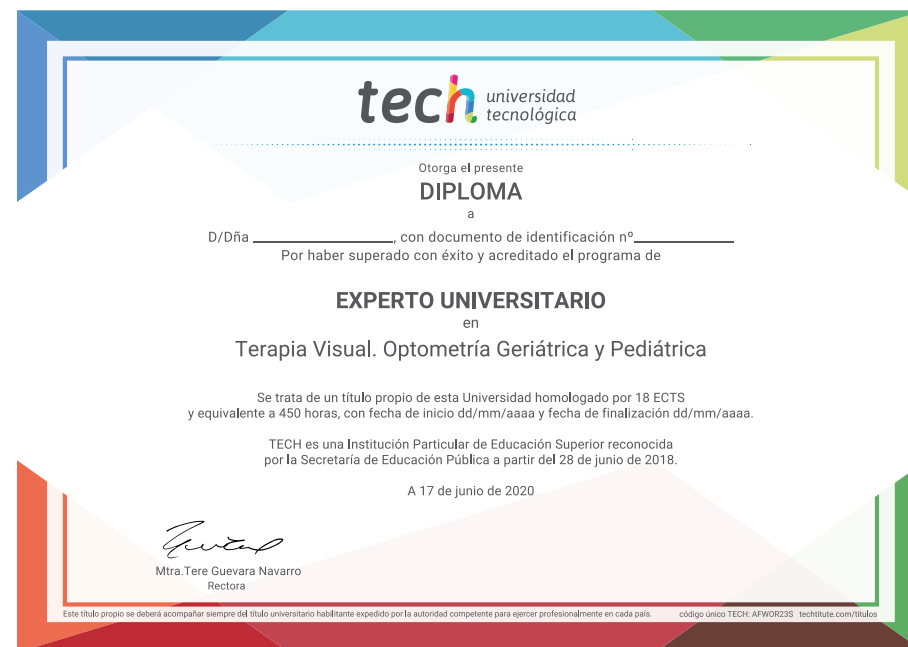 tech universidad
tecnológica
Otorga el presente
DIPLOMA
a
D/Dña ____________________, con documento de identificación nº______________
Por haber superado con éxito y acreditado el programa de
EXPERTO UNIVERSITARIO
en
Terapia Visual. Optometría Geriátrica y Pediátrica
Se trata de un título propio de esta Universidad homologado por 18 ECTS
y equivalente a 450 horas, con fecha de inicio dd/mm/aaaa y fecha de finalización dd/mm/aaaa.
TECH es una Institución Particular de Educación Superior reconocida
por la Secretaría de Educación Pública a partir del 28 de junio de 2018.
A 17 de junio de 2020
Mtra.Tere Guevara Navarro
Rectora
Este título propio se deberá acompañar siempre del título universitario habilitante expedido por la autoridad competente para ejercer profesionalmente en cada país. código único TECH: AFWOR23S techtitute.com/titulos